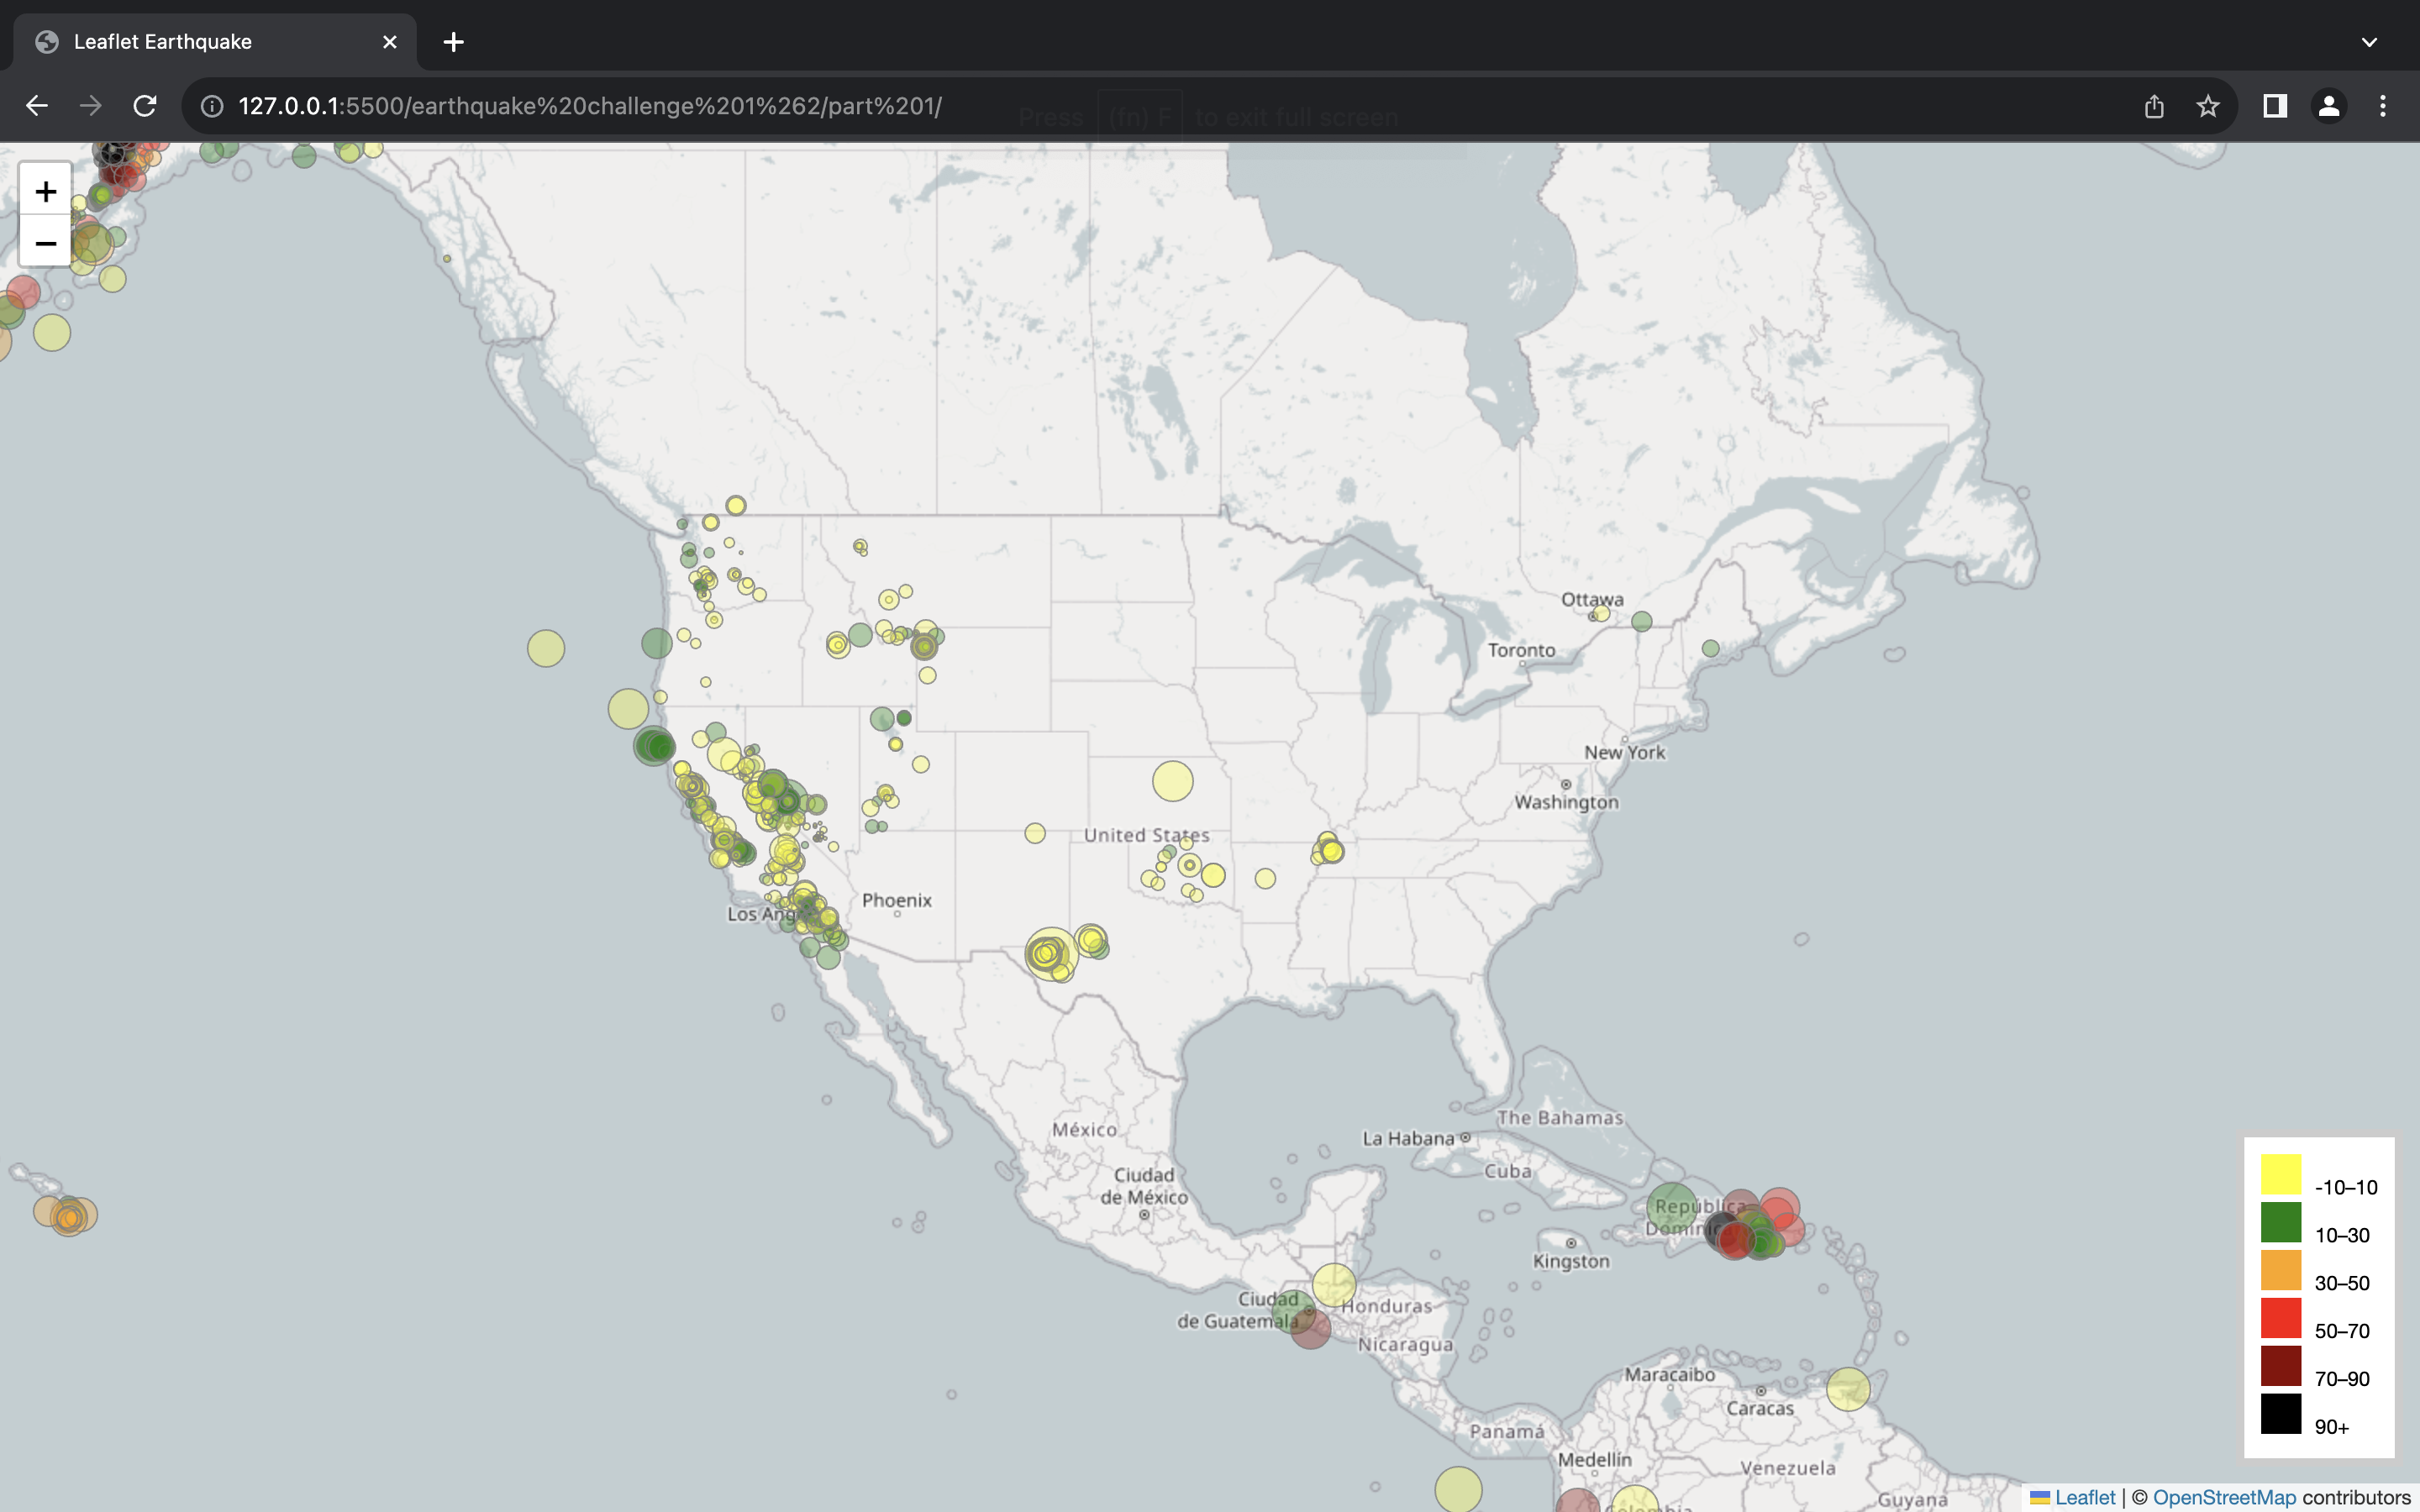 Leaflet Earthquake
127.0.0.1:5500/earthquake%20challenge%201%262/part%201/
Press (fn) F to exit full screen
+
−
Ottawa
Toronto
New York
Washington
United States
Phoenix
Los Ang
The Bahamas
México
La Habana
Cuba
Ciudad
de México
República
Dominic
Kingston
Ciudad
de Guatemala
Honduras
Nicaragua
Maracaibo
Caracas
Panamá
Medellín
Venezuela
Colombia
Guyana
-10–10
10–30
30–50
50–70
70–90
90+
Leaflet | © OpenStreetMap contributors